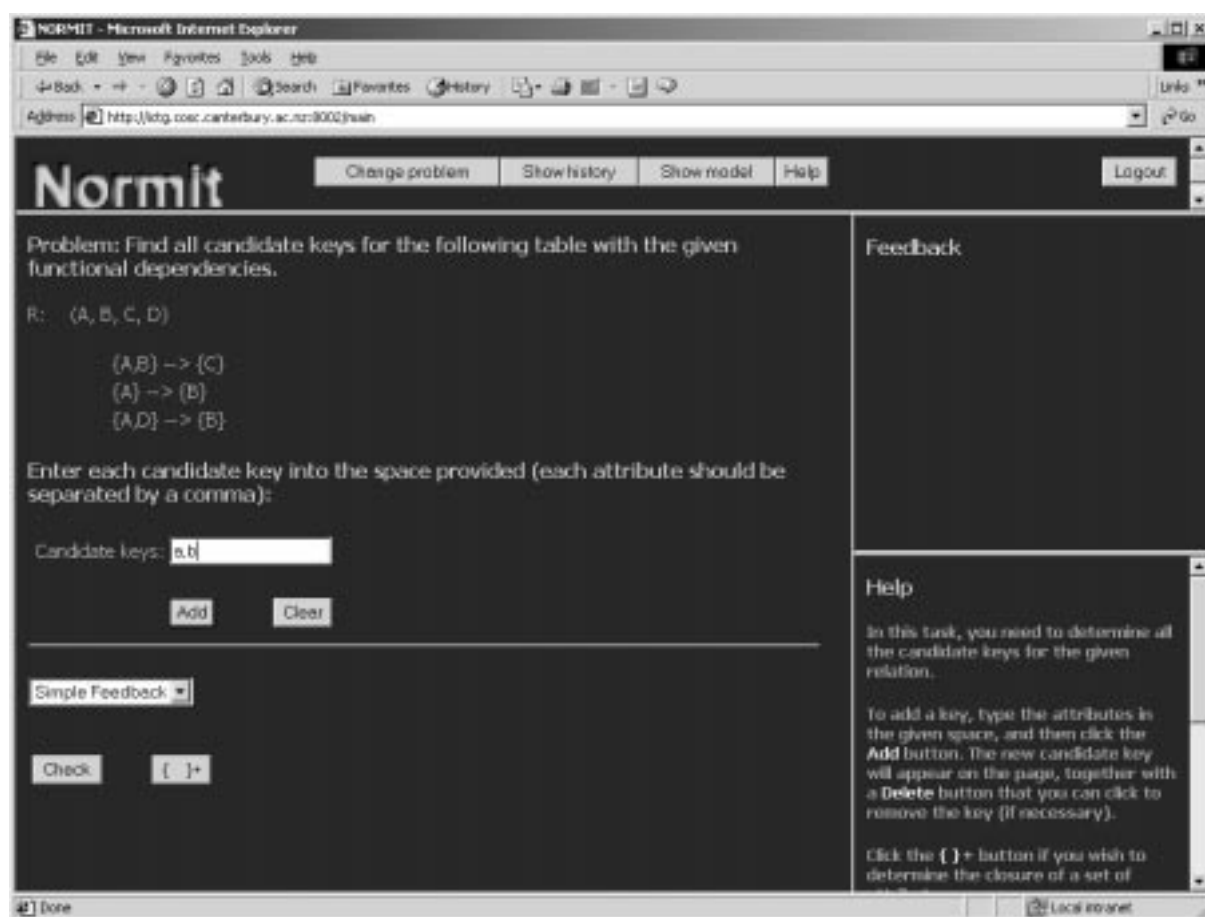 NORMIT - Microsoft Internet Explorer
File Edit View Favorites Tools Help
Back Search Favorites History Links
Address http://ictg.cosc.canterbury.ac.nz:8002/main Go
Normit
Change problem Show history Show model Help Logout
Problem: Find all candidate keys for the following table with the given
functional dependencies.
R: (A, B, C, D)
{A,B} --> {C}
{A} --> {B}
{A,D} --> {B}
Enter each candidate key into the space provided (each attribute should be
separated by a comma):
Candidate keys: a,b
Add Clear
Simple Feedback
Check { }+
Feedback
Help
In this task, you need to determine all
the candidate keys for the given
relation.
To add a key, type the attributes in
the given space, and then click the
Add button. The new candidate key
will appear on the page, together with
a Delete button that you can click to
remove the key (if necessary).
Click the { }+ button if you wish to
determine the closure of a set of
Done Local intranet